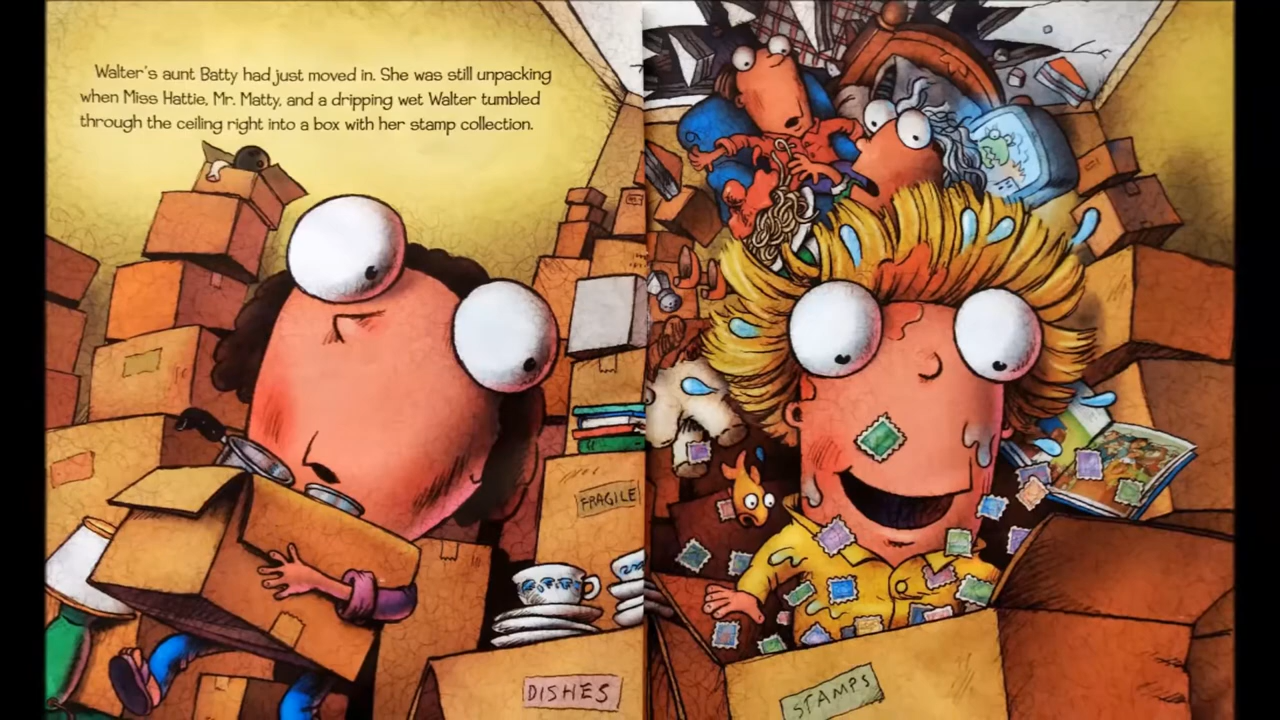 Walter's aunt Batty had just moved in. She was still unpacking
when Miss Hattie, Mr. Matty, and a dripping wet Walter tumbled
through the ceiling right into a box with her stamp collection.
FRAGILE
DISHES
STAMPS